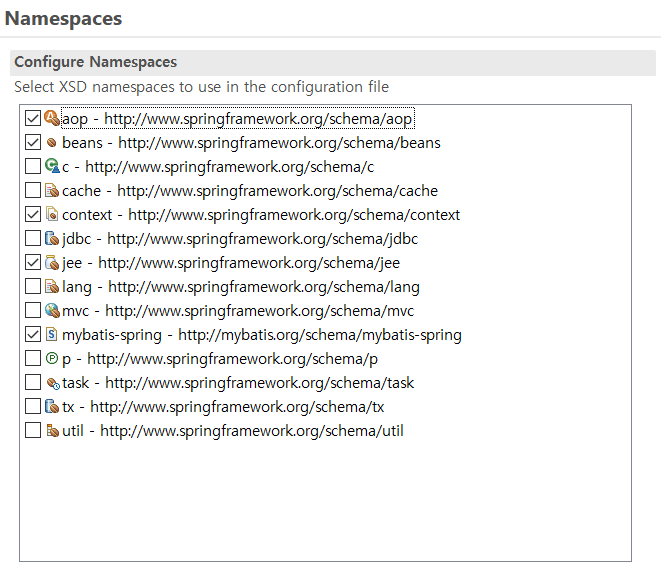 Namespaces
Configure Namespaces
Select XSD namespaces to use in the configuration file
aop - http://www.springframework.org/schema/aop
beans - http://www.springframework.org/schema/beans
c - http://www.springframework.org/schema/c
cache - http://www.springframework.org/schema/cache
context - http://www.springframework.org/schema/context
jdbc - http://www.springframework.org/schema/jdbc
jee - http://www.springframework.org/schema/jee
lang - http://www.springframework.org/schema/lang
mvc - http://www.springframework.org/schema/mvc
mybatis-spring - http://mybatis.org/schema/mybatis-spring
p - http://www.springframework.org/schema/p
task - http://www.springframework.org/schema/task
tx - http://www.springframework.org/schema/tx
util - http://www.springframework.org/schema/util